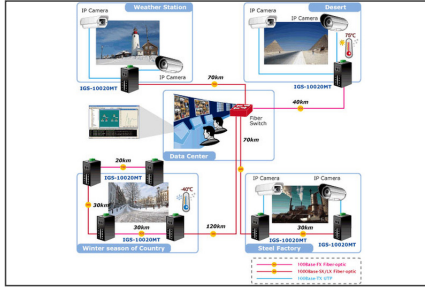 Weather Station
IP Camera
IP Camera
IGS-10020MT
Desert
IP Camera
IP Camera
70℃
IGS-10020MT
70km
40km
Fiber
Switch
Data Center
70km
20km
IGS-10020MT
30km
-40℃
30km
IGS-10020MT
Winter season of Country
120km
IP Camera
IP Camera
30km
IGS-10020MT
IGS-10020MT
Steel Factory
100Base-FX Fiber-optic
1000Base-SX/LX Fiber-optic
100Base-TX UTP